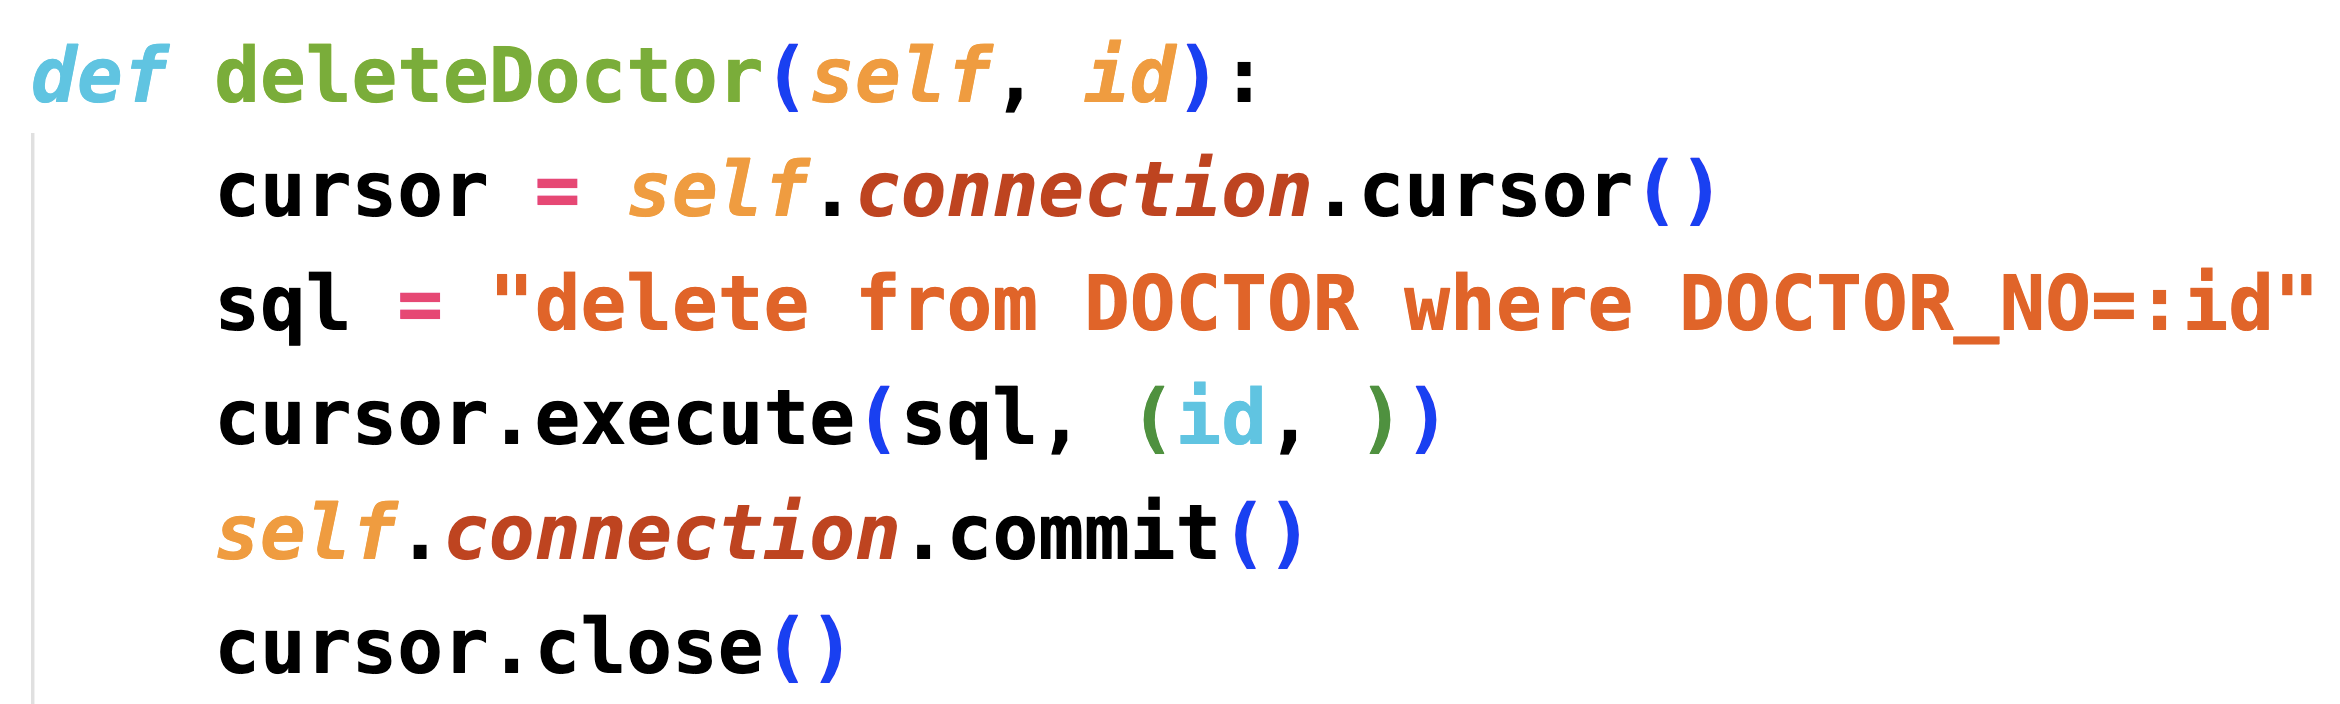 def deleteDoctor(self, id):
    cursor = self.connection.cursor()
    sql = "delete from DOCTOR where DOCTOR_NO=:id"
    cursor.execute(sql, (id, ))
    self.connection.commit()
    cursor.close()